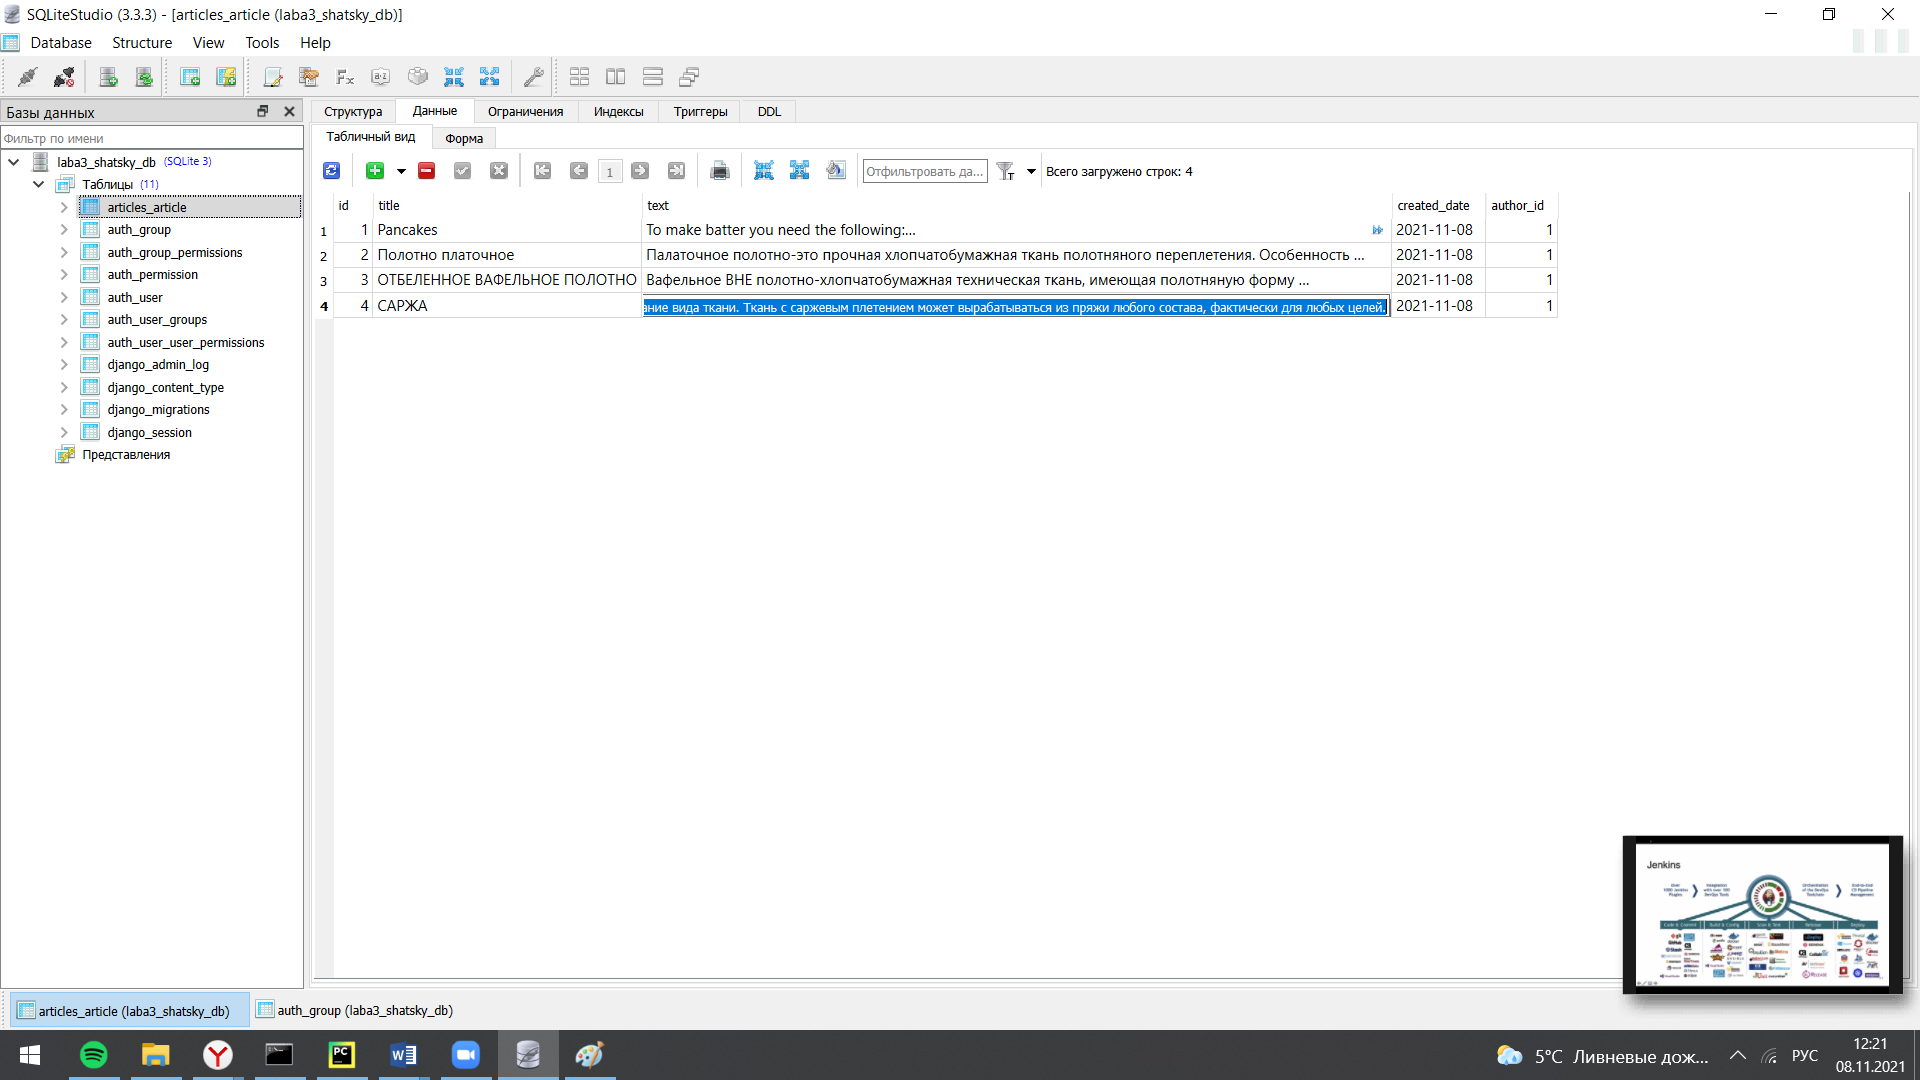 SQLiteStudio (3.3.3) - [articles_article (laba3_shatsky_db)]
Database Structure View Tools Help
Базы данных
Фильтр по имени
laba3_shatsky_db (SQLite 3)
Таблицы (11)
articles_article
auth_group
auth_group_permissions
auth_permission
auth_user
auth_user_groups
auth_user_user_permissions
django_admin_log
django_content_type
django_migrations
django_session
Представления
Структура Данные Ограничения Индексы Триггеры DDL
Табличный вид Форма
1 Отфильтровать да... Всего загружено строк: 4
id title text created_date author_id
1 1 Pancakes To make batter you need the following:... 2021-11-08 1
2 2 Полотно платочное Палаточное полотно-это прочная хлопчатобумажная ткань полотняного переплетения. Особенность ... 2021-11-08 1
3 3 ОТБЕЛЕННОЕ ВАФЕЛЬНОЕ ПОЛОТНО Вафельное ВНЕ полотно-хлопчатобумажная техническая ткань, имеющая полотняную форму ... 2021-11-08 1
4 4 САРЖА ание вида ткани. Ткань с саржевым плетением может вырабатываться из пряжи любого состава, фактически для любых целей. 2021-11-08 1
Jenkins
articles_article (laba3_shatsky_db) auth_group (laba3_shatsky_db)
5°C Ливневые дож... РУС 12:21
08.11.2021